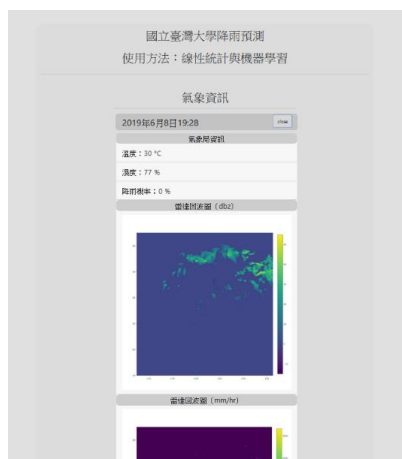 國立臺灣大學降雨預測
使用方法：線性統計與機器學習
氣象資訊
2019年6月8日19:28
氣象局資訊
溫度：30 °C
濕度：77 %
降雨機率：0 %
雷達回波圖 (dbz)
雷達回波圖 (mm/hr)